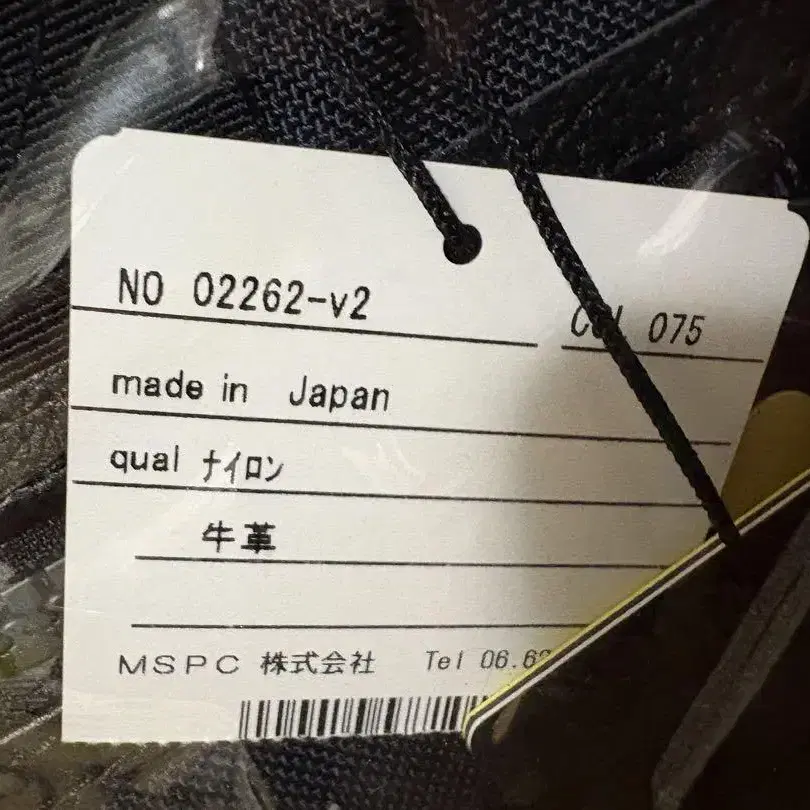 NO 02262-v2 Col 075
made in Japan
qual ナイロン
牛革
MSPC 株式会社 Tel 06.6